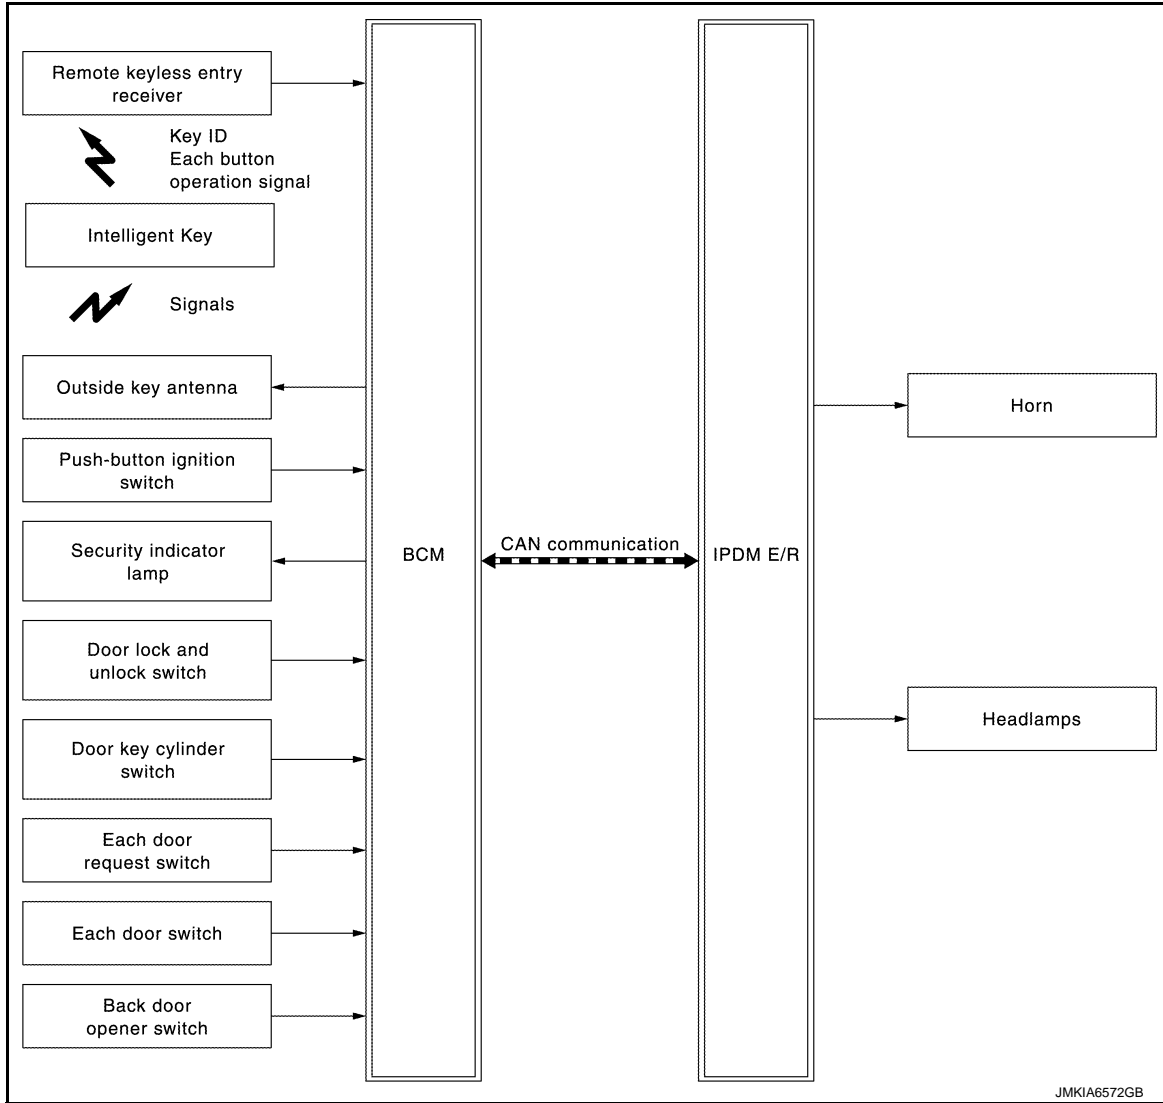 Remote keyless entry
receiver
Key ID
Each button
operation signal
Intelligent Key
Signals
Outside key antenna
Push-button ignition
switch
Security indicator
lamp
Door lock and
unlock switch
Door key cylinder
switch
Each door
request switch
Each door switch
Back door
opener switch
BCM
CAN communication
IPDM E/R
Horn
Headlamps
JMKIA6572GB